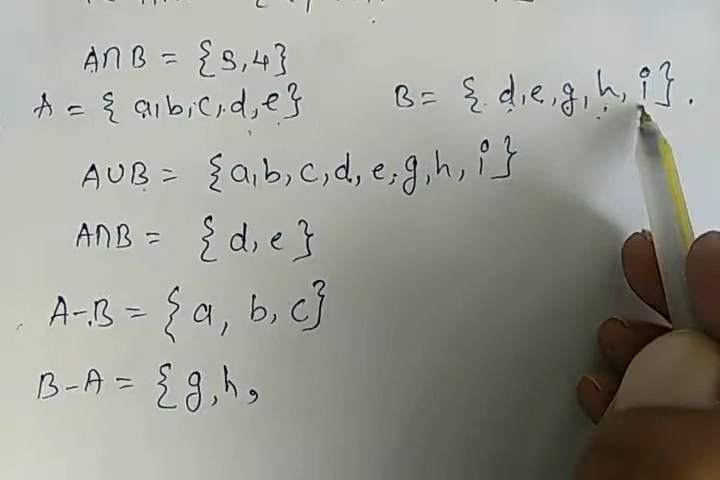 A∩B = {3,4}
A = {a,b,c,d,e} B = {d,e,g,h,i}.
A∪B = {a,b,c,d,e,g,h,i}
A∩B = {d,e}
A-B = {a, b, c}
B-A = {g,h,